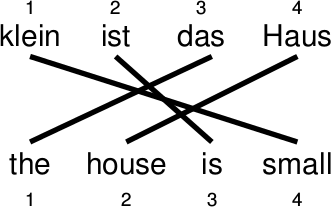 1 2 3 4
klein ist das Haus
the house is small
1 2 3 4